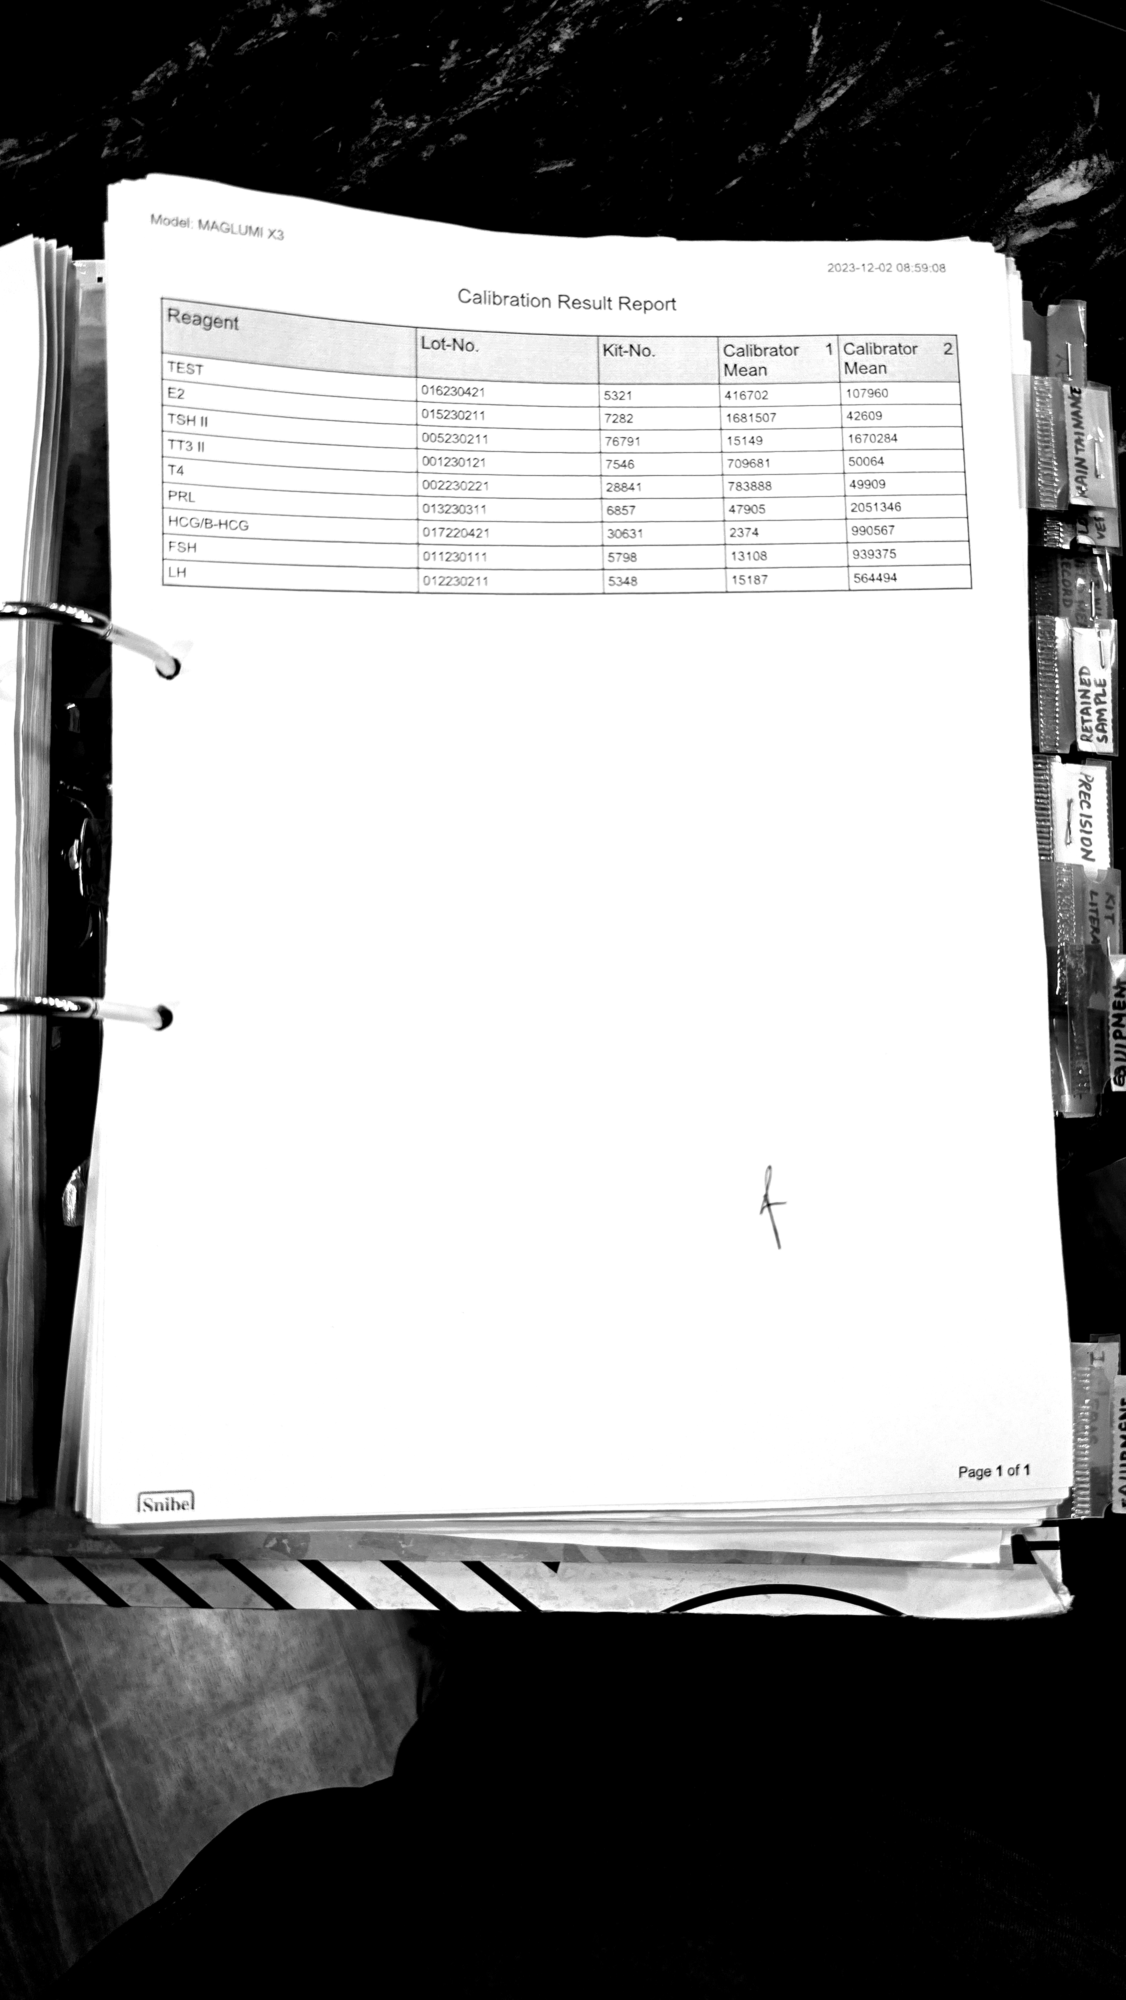 Model: MAGLUMI X3
2023-12-02 08:59:08
Calibration Result Report
Reagent Lot-No. Kit-No. Calibrator 1 Mean Calibrator 2 Mean
TEST 016230421 5321 416702 107960
E2 015230211 7282 1681507 42609
TSH II 005230211 76791 15149 1670284
TT3 II 001230121 7546 709681 50064
T4 002230221 28841 783888 49909
PRL 013230311 6857 47905 2051346
HCG/B-HCG 017220421 30631 2374 990567
FSH 011230111 5798 13108 939375
LH 012230211 5348 15187 564494
Page 1 of 1
Snibe
MAINTAINANE
RECORD
RETAINED
SAMPLE
PRECISION
KIT